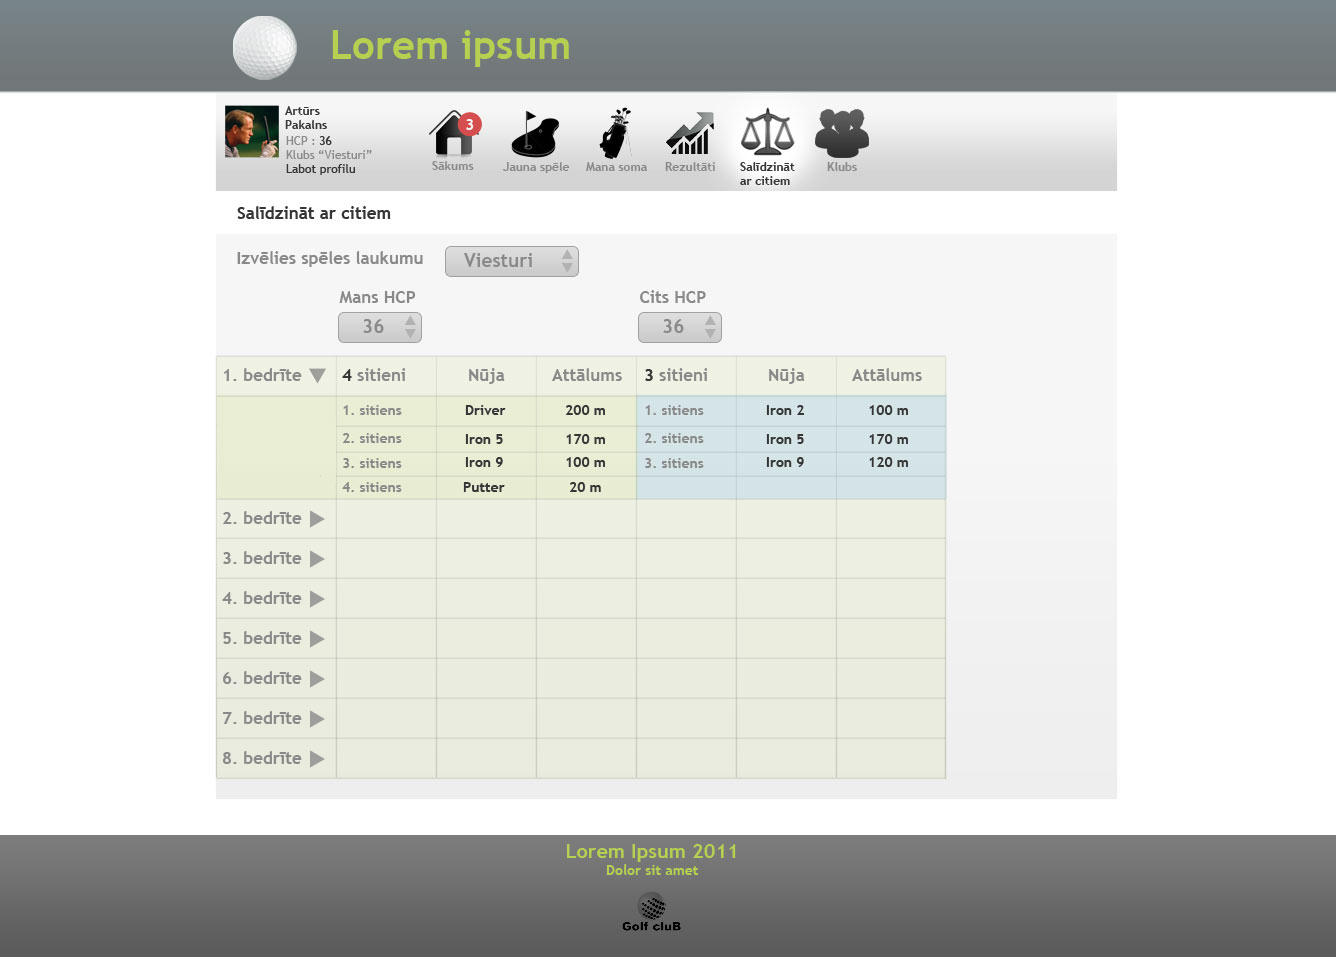 Lorem ipsum
Artūrs
Pakalns
HCP : 36
Klubs “Viesturi”
Labot profilu
3
Sākums
Jauna spēle
Mana soma
Rezultāti
Salīdzināt
ar citiem
Klubs
Salīdzināt ar citiem
Izvēlies spēles laukumu Viesturi
Mans HCP Cits HCP
36 36
1. bedrīte 4 sitieni Nūja Attālums 3 sitieni Nūja Attālums
1. sitiens Driver 200 m 1. sitiens Iron 2 100 m
2. sitiens Iron 5 170 m 2. sitiens Iron 5 170 m
3. sitiens Iron 9 100 m 3. sitiens Iron 9 120 m
4. sitiens Putter 20 m
2. bedrīte
3. bedrīte
4. bedrīte
5. bedrīte
6. bedrīte
7. bedrīte
8. bedrīte
Lorem Ipsum 2011
Dolor sit amet
Golf cluB